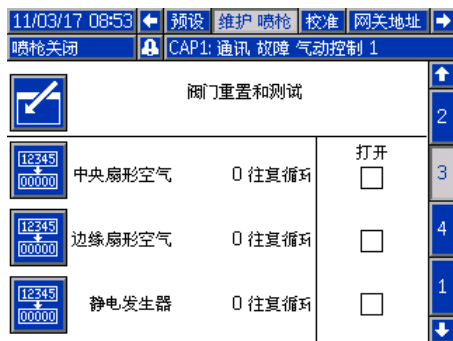 11/03/17 08:53 预设 维护 喷枪 校准 网关地址
喷枪关闭 CAP1: 通讯 故障 气动控制 1
阀门重置和测试
2
打开
12345
00000
中央扇形空气 0 往复循环
3
12345
00000
边缘扇形空气 0 往复循环
4
12345
00000
静电发生器 0 往复循环
1